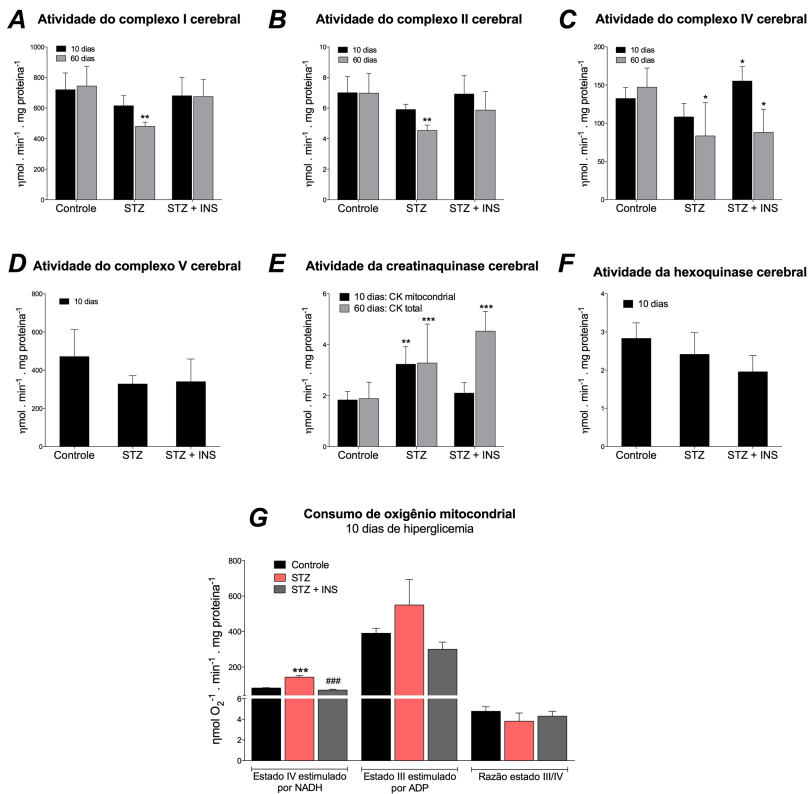 A Atividade do complexo I cerebral
10 dias
60 dias
ηmol . min-1 . mg proteina-1
0
200
400
600
800
1000
Controle STZ STZ + INS
**
B Atividade do complexo II cerebral
10 dias
60 dias
ηmol . min-1 . mg proteina-1
0
2
4
6
8
10
Controle STZ STZ + INS
**
C Atividade do complexo IV cerebral
10 dias
60 dias
ηmol . min-1 . mg proteina-1
0
50
100
150
200
Controle STZ STZ + INS
*
*
*
D Atividade do complexo V cerebral
10 dias
ηmol . min-1 . mg proteina-1
0
200
400
600
800
Controle STZ STZ + INS
E Atividade da creatinaquinase cerebral
10 dias: CK mitocondrial
60 dias: CK total
ηmol . min-1 . mg proteina-1
0
2
4
6
Controle STZ STZ + INS
**
***
***
F Atividade da hexoquinase cerebral
10 dias
ηmol . min-1 . mg proteina-1
0
1
2
3
4
Controle STZ STZ + INS
G Consumo de oxigênio mitocondrial
10 dias de hiperglicemia
Controle
STZ
STZ + INS
ηmol O2-1 . min-1 . mg proteina-1
800
600
400
200
6
4
2
0
***
###
Estado IV estimulado
por NADH
Estado III estimulado
por ADP
Razão estado III/IV